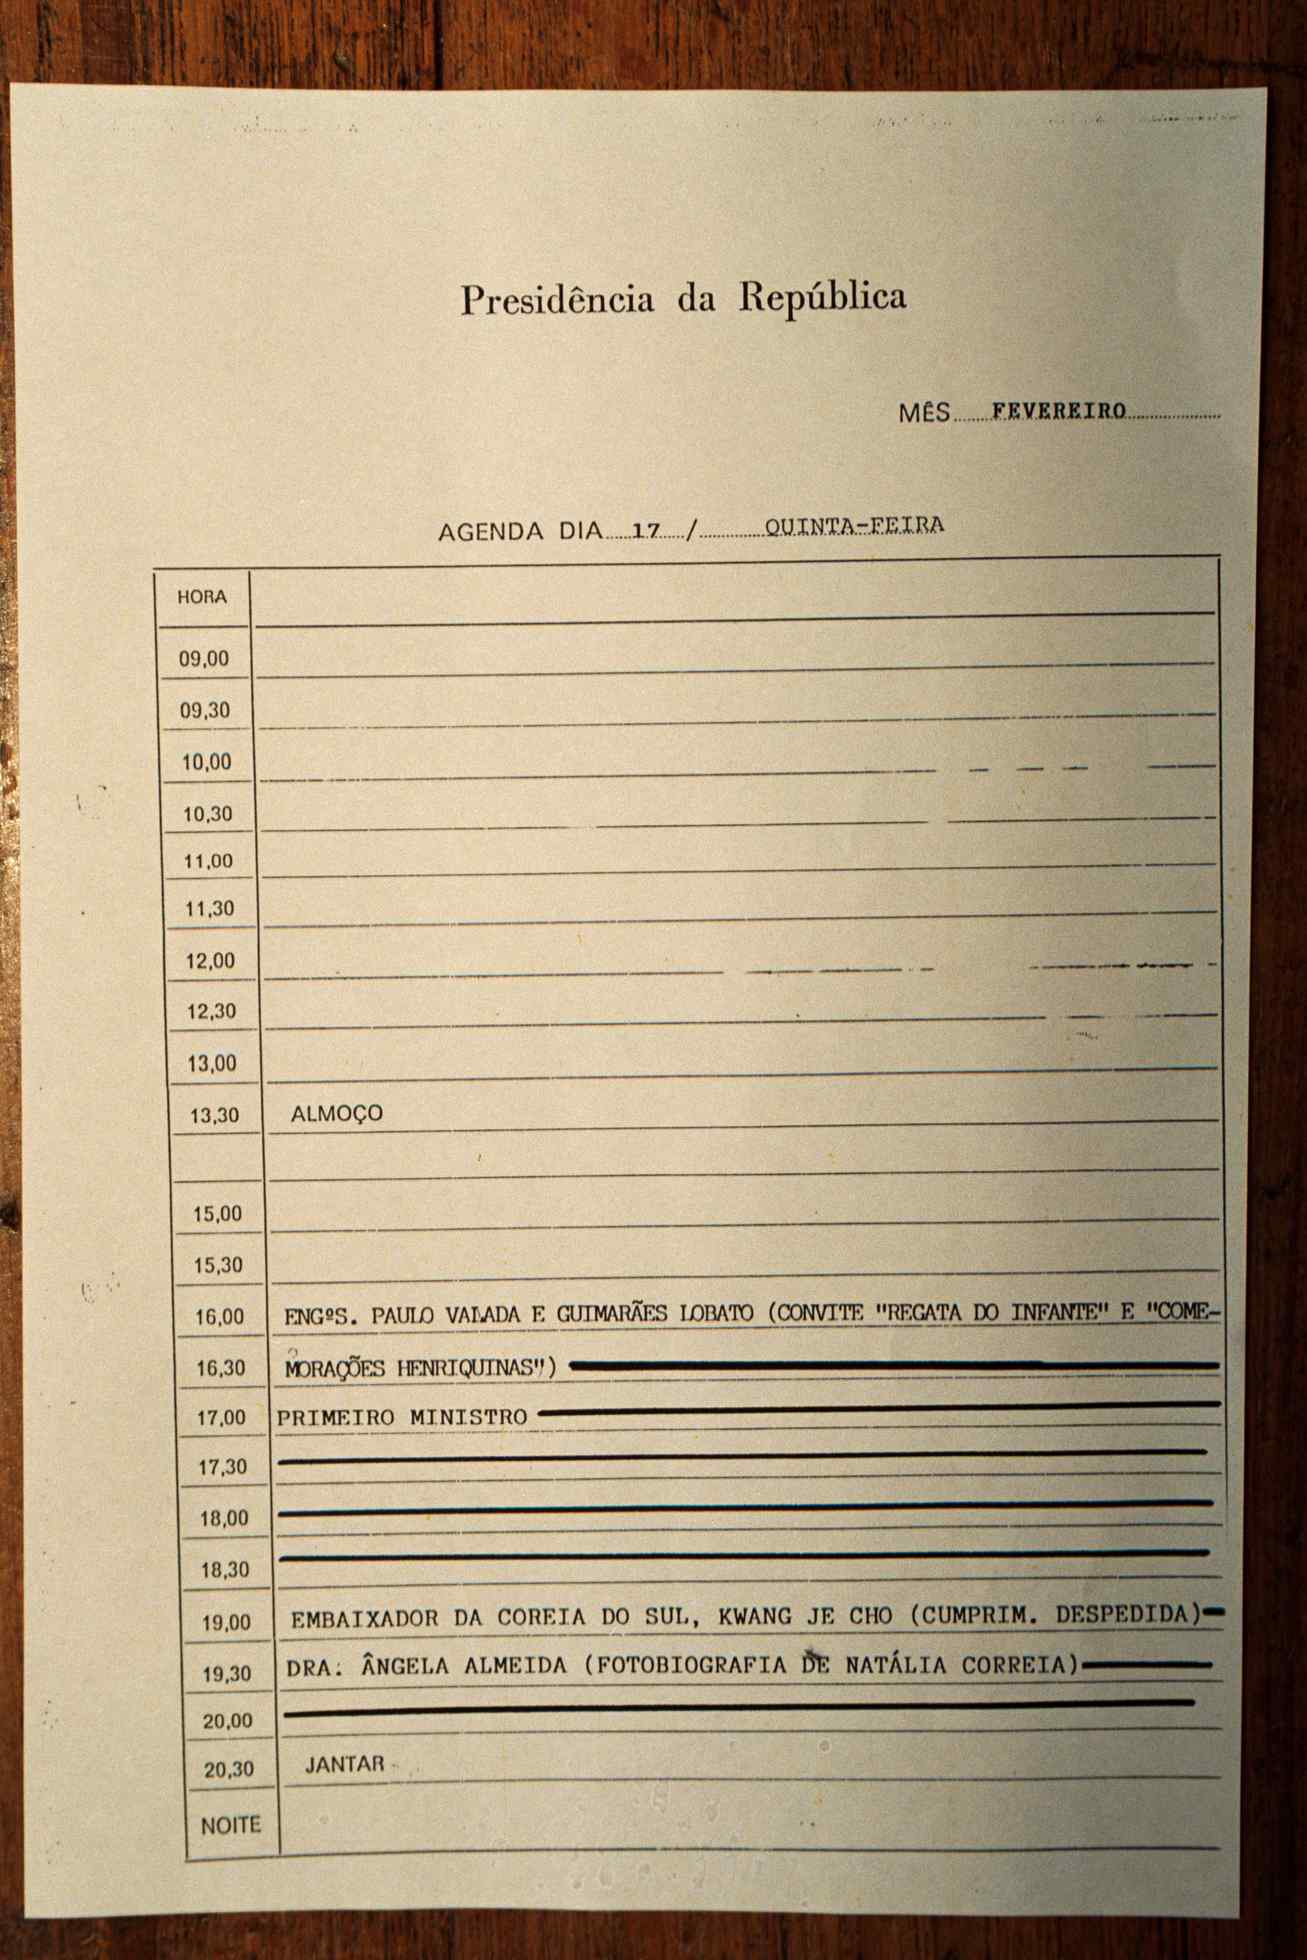 Presidência da República
MÊS FEVEREIRO
AGENDA DIA 17 / QUINTA-FEIRA
HORA
09,00
09,30
10,00
10,30
11,00
11,30
12,00
12,30
13,00
13,30 ALMOÇO
15,00
15,30
16,00 ENGºS. PAULO VALADA E GUIMARÃES LOBATO (CONVITE "REGATA DO INFANTE" E "COME-
16,30 MORAÇÕES HENRIQUINAS")
17,00 PRIMEIRO MINISTRO
17,30
18,00
18,30
19,00 EMBAIXADOR DA COREIA DO SUL, KWANG JE CHO (CUMPRIM. DESPEDIDA)
19,30 DRA. ÂNGELA ALMEIDA (FOTOBIOGRAFIA DE NATÁLIA CORREIA)
20,00
20,30 JANTAR
NOITE